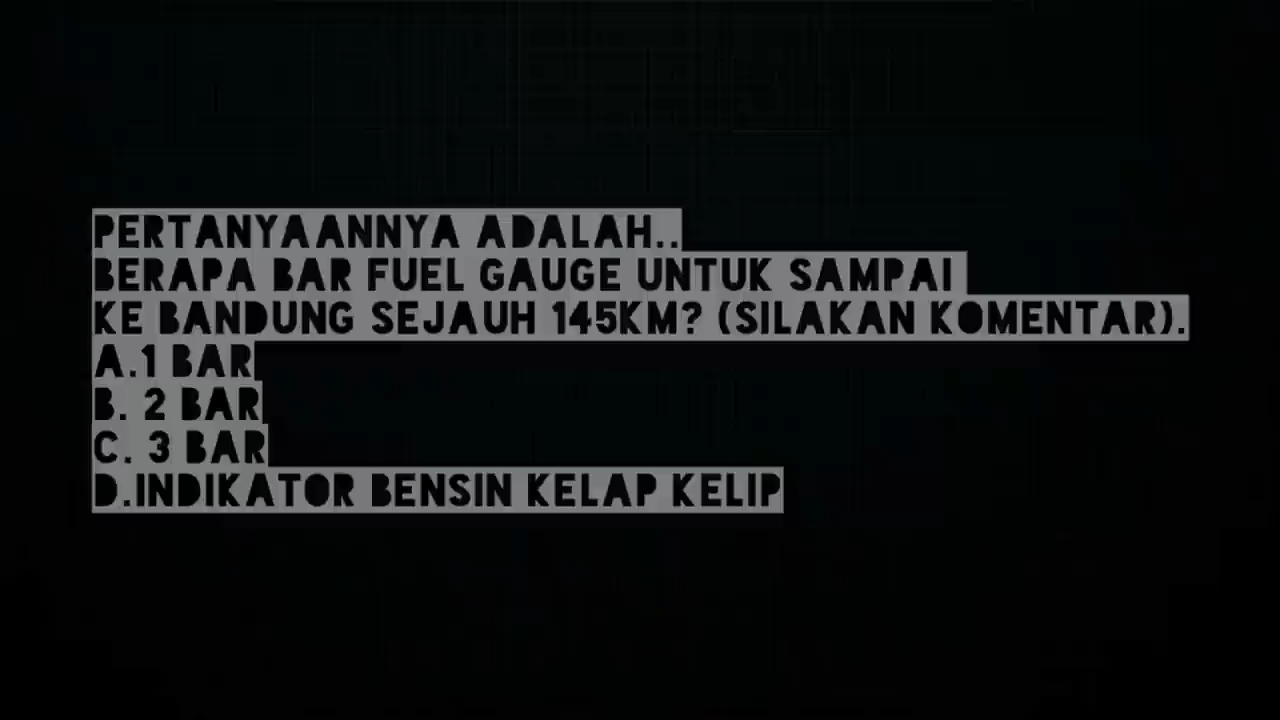 PERTANYAANNYA ADALAH..
BERAPA BAR FUEL GAUGE UNTUK SAMPAI
KE BANDUNG SEJAUH 145KM? (SILAKAN KOMENTAR).
A.1 BAR
B. 2 BAR
C. 3 BAR
D.INDIKATOR BENSIN KELAP KELIP